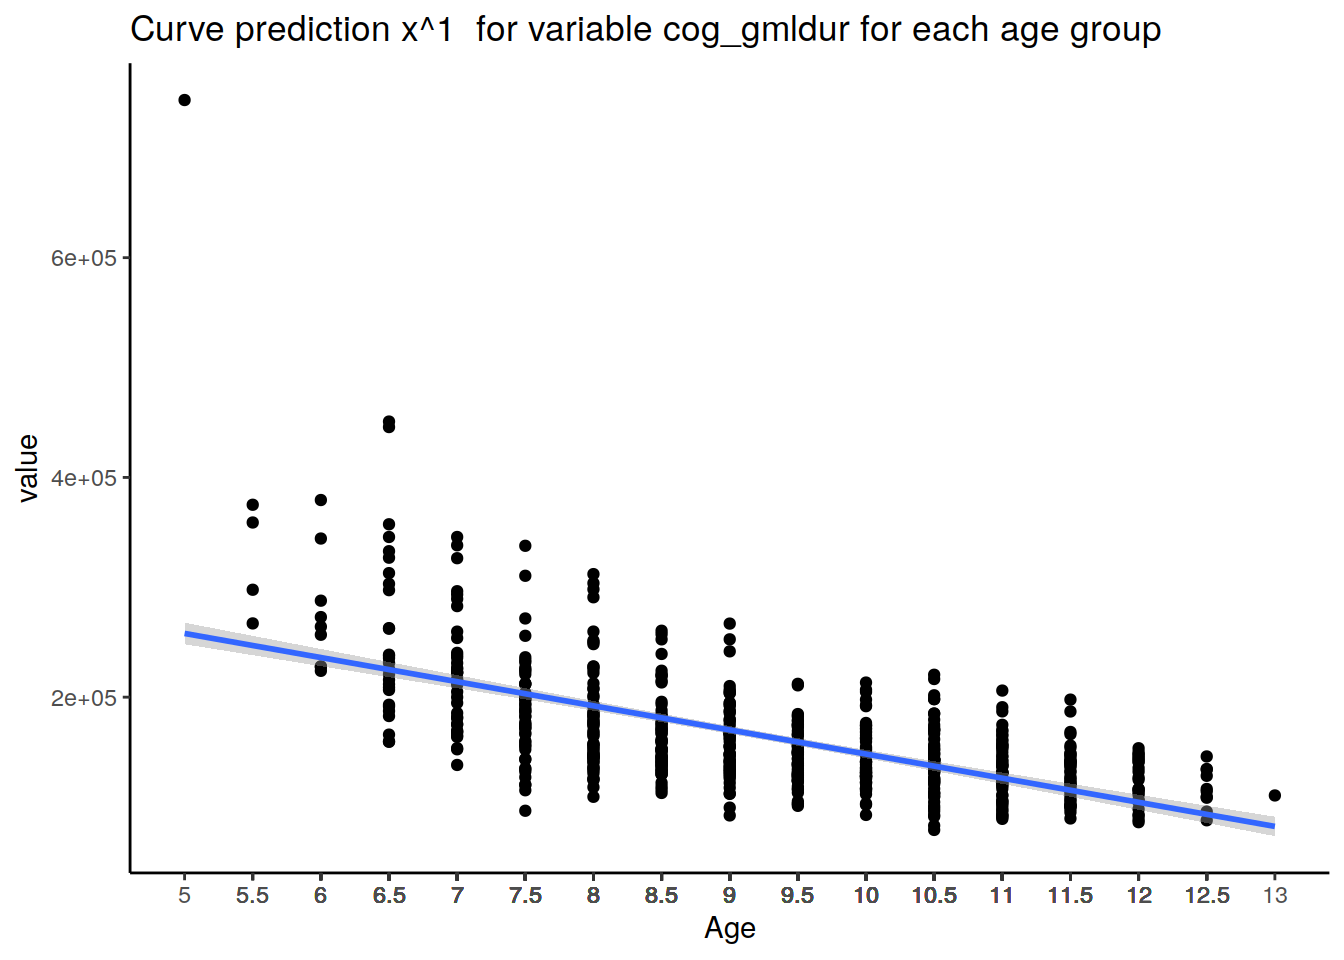 Curve prediction x^1  for variable cog_gmldur for each age group
6e+05
4e+05
2e+05
value
5 5.5 6 6.5 7 7.5 8 8.5 9 9.5 10 10.5 11 11.5 12 12.5 13
Age